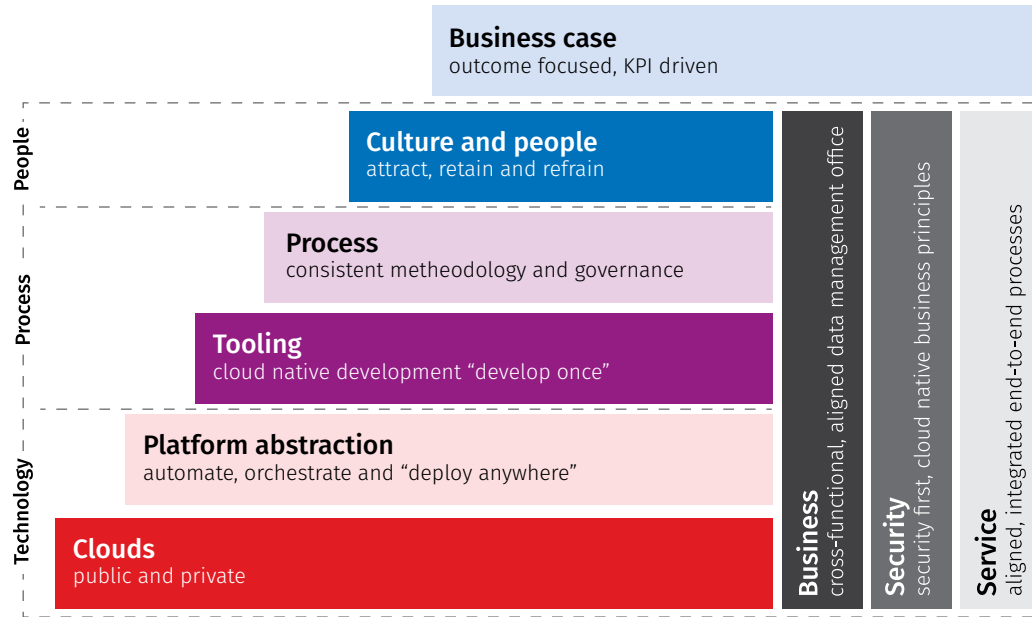 Business case
outcome focused, KPI driven
People
Culture and people
attract, retain and refrain
Process
Process
consistent metheodology and governance
Tooling
cloud native development “develop once”
Technology
Platform abstraction
automate, orchestrate and “deploy anywhere”
Clouds
public and private
Business
cross-functional, aligned data management office
Security
security first, cloud native business principles
Service
aligned, integrated end-to-end processes